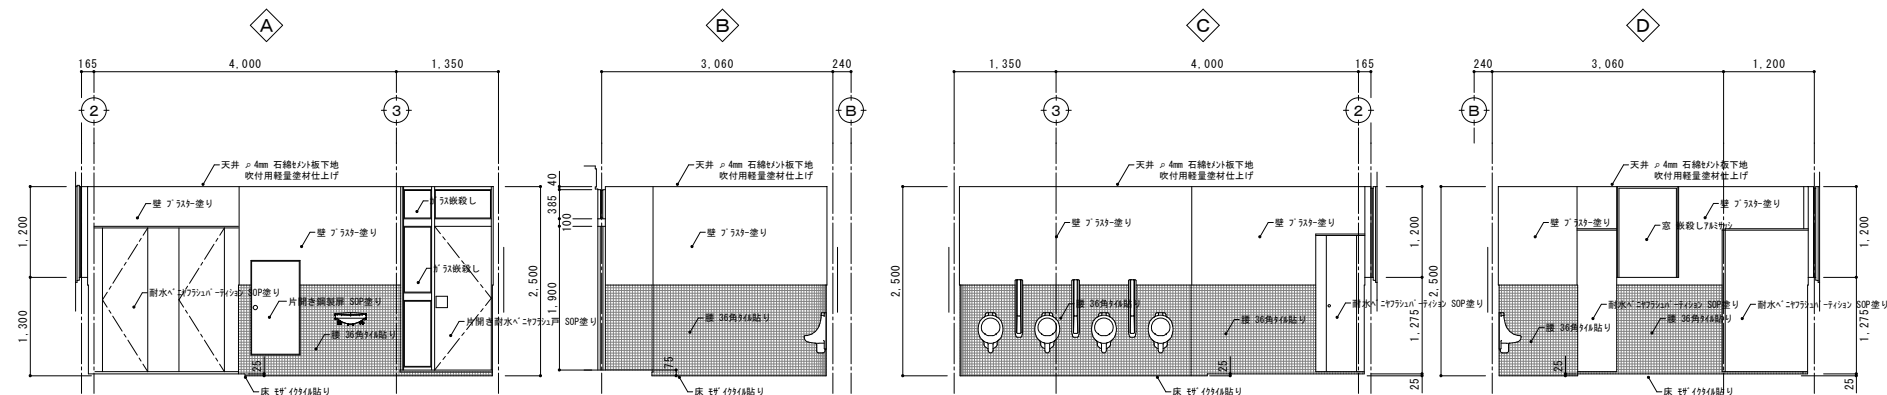 A
165
4,000
1,350
2
3
天井 ρ 4mm 石綿ｾﾒﾝﾄ板下地
吹付用軽量塗材仕上げ
壁 ﾌﾟﾗｽﾀｰ塗り
ｶﾞﾗｽ嵌殺し
壁 ﾌﾟﾗｽﾀｰ塗り
ｶﾞﾗｽ嵌殺し
耐水ﾍﾞﾆﾔﾌﾗｼｭﾊﾟｰﾃｨｼｮﾝ SOP塗り
片開き鋼製扉 SOP塗り
片開き耐水ﾍﾞﾆﾔﾌﾗｼｭ戸 SOP塗り
腰 36角ﾀｲﾙ貼り
床 ﾓｻﾞｲｸﾀｲﾙ貼り
1,200
1,300
25
2,500
B
3,060
240
B
天井 ρ 4mm 石綿ｾﾒﾝﾄ板下地
吹付用軽量塗材仕上げ
40
385
100
1,900
壁 ﾌﾟﾗｽﾀｰ塗り
腰 36角ﾀｲﾙ貼り
75
床 ﾓｻﾞｲｸﾀｲﾙ貼り
C
1,350
4,000
165
3
2
天井 ρ 4mm 石綿ｾﾒﾝﾄ板下地
吹付用軽量塗材仕上げ
壁 ﾌﾟﾗｽﾀｰ塗り
壁 ﾌﾟﾗｽﾀｰ塗り
2,500
腰 36角ﾀｲﾙ貼り
腰 36角ﾀｲﾙ貼り
耐水ﾍﾞﾆﾔﾌﾗｼｭﾊﾟｰﾃｨｼｮﾝ SOP塗り
25
床 ﾓｻﾞｲｸﾀｲﾙ貼り
1,200
1,275
25
D
240
3,060
1,200
B
天井 ρ 4mm 石綿ｾﾒﾝﾄ板下地
吹付用軽量塗材仕上げ
壁 ﾌﾟﾗｽﾀｰ塗り
壁 ﾌﾟﾗｽﾀｰ塗り
窓 嵌殺しｱﾙﾐｻｯｼ
2,500
耐水ﾍﾞﾆﾔﾌﾗｼｭﾊﾟｰﾃｨｼｮﾝ SOP塗り
耐水ﾍﾞﾆﾔﾌﾗｼｭﾊﾟｰﾃｨｼｮﾝ SOP塗り
腰 36角ﾀｲﾙ貼り
腰 36角ﾀｲﾙ貼り
25
床 ﾓｻﾞｲｸﾀｲﾙ貼り
1,200
1,275
25